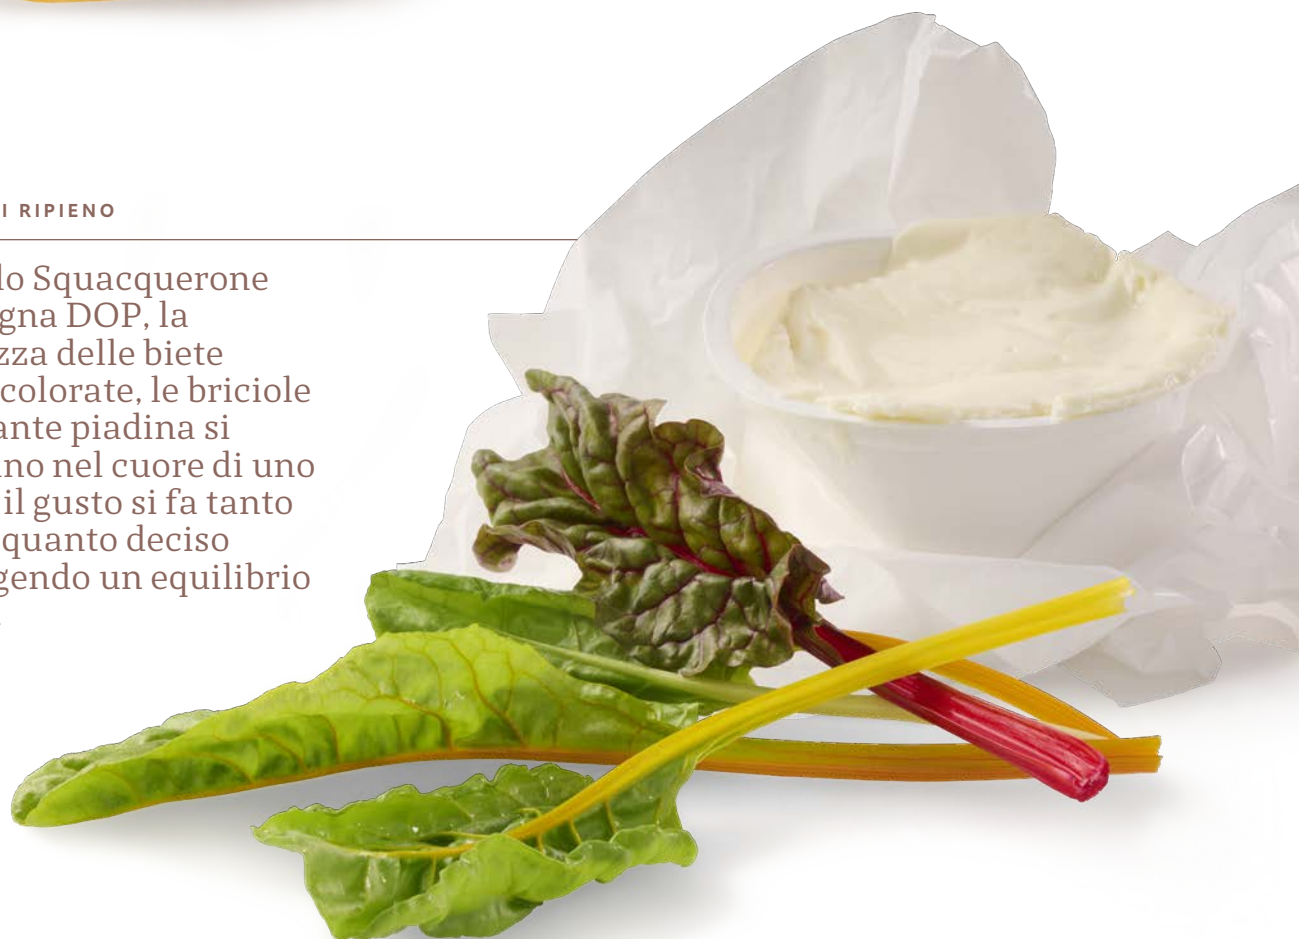 I RIPIENO
lo Squacquerone
gna DOP, la
zza delle biete
colorate, le briciole
ante piadina si
no nel cuore di uno
il gusto si fa tanto
quanto deciso
gendo un equilibrio